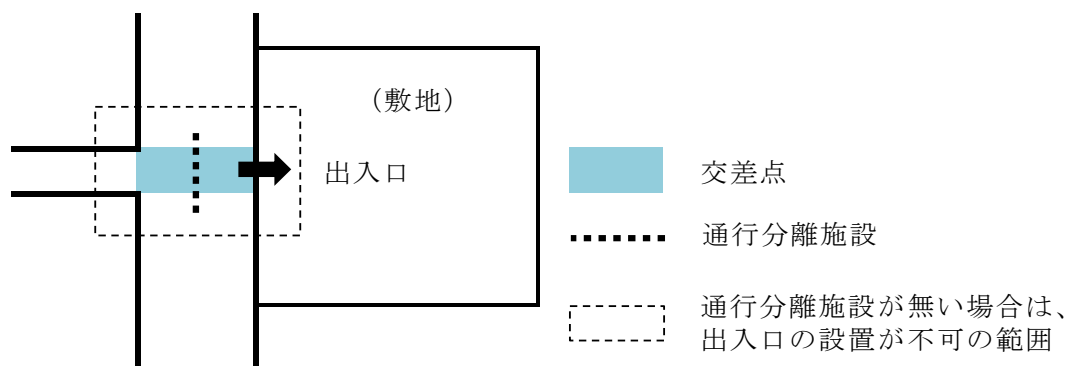 （敷地）
出入口
交差点
通行分離施設
通行分離施設が無い場合は、
出入口の設置が不可の範囲